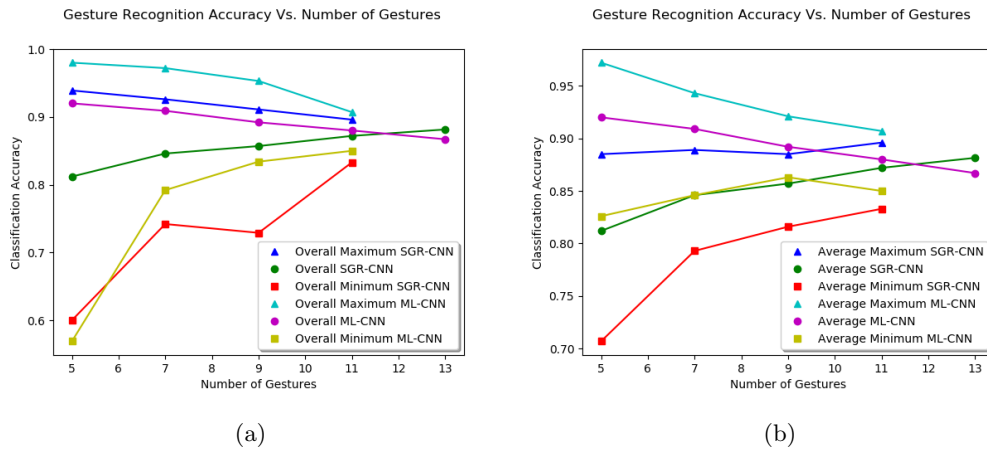 Gesture Recognition Accuracy Vs. Number of Gestures
1.0
0.9
0.8
0.7
0.6
Classification Accuracy
5 6 7 8 9 10 11 12 13
Number of Gestures
Overall Maximum SGR-CNN
Overall SGR-CNN
Overall Minimum SGR-CNN
Overall Maximum ML-CNN
Overall ML-CNN
Overall Minimum ML-CNN
(a)
Gesture Recognition Accuracy Vs. Number of Gestures
0.95
0.90
0.85
0.80
0.75
0.70
Classification Accuracy
5 6 7 8 9 10 11 12 13
Number of Gestures
Average Maximum SGR-CNN
Average SGR-CNN
Average Minimum SGR-CNN
Average Maximum ML-CNN
Average ML-CNN
Average Minimum ML-CNN
(b)